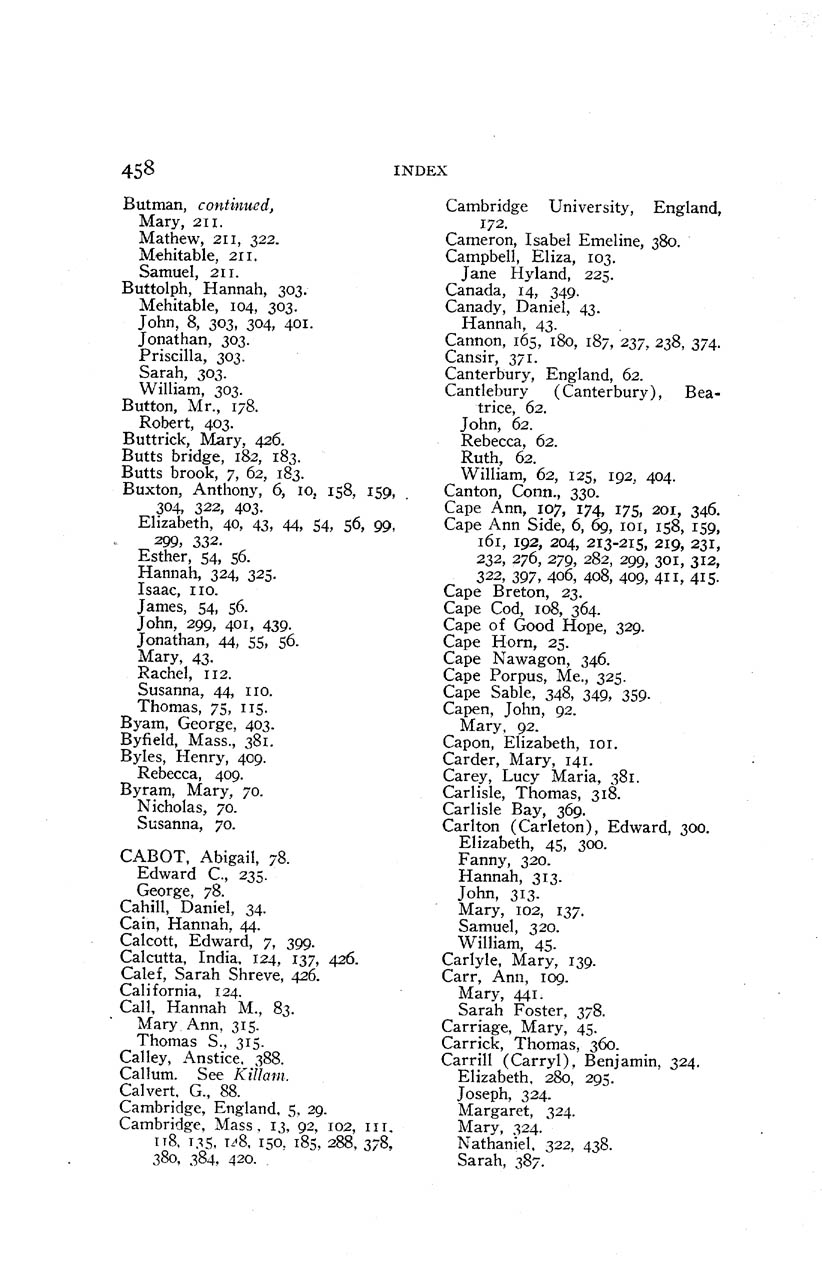 458
INDEX
Butman, continued,
Mary, 211.
Mathew, 211, 322.
Mehitable, 211.
Samuel, 211.
Buttolph, Hannah, 303.
Mehitable, 104, 303.
John, 8, 303, 304, 401.
Jonathan, 303.
Priscilla, 303.
Sarah, 303.
William, 303.
Button, Mr., 178.
Robert, 403.
Buttrick, Mary, 426.
Butts bridge, 182, 183.
Butts brook, 7, 62, 183.
Buxton, Anthony, 6, 10, 158, 159,
304, 322, 403.
Elizabeth, 40, 43, 44, 54, 56, 99,
299, 332.
Esther, 54, 56.
Hannah, 324, 325.
Isaac, 110.
James, 54, 56.
John, 299, 401, 439.
Jonathan, 44, 55, 56.
Mary, 43.
Rachel, 112.
Susanna, 44, 110.
Thomas, 75, 115.
Byam, George, 403.
Byfield, Mass., 381.
Byles, Henry, 409.
Rebecca, 409.
Byram, Mary, 70.
Nicholas, 70.
Susanna, 70.
CABOT, Abigail, 78.
Edward C., 235.
George, 78.
Cahill, Daniel, 34.
Cain, Hannah, 44.
Calcott, Edward, 7, 399.
Calcutta, India, 124, 137, 426.
Calef, Sarah Shreve, 426.
California, 124.
Call, Hannah M., 83.
Mary Ann, 315.
Thomas S., 315.
Calley, Anstice, 388.
Callum. See Killam.
Calvert, G., 88.
Cambridge, England, 5, 29.
Cambridge, Mass., 13, 92, 102, 111,
118, 135, 150, 185, 288, 378,
380, 384, 420.
Cambridge University, England,
172.
Cameron, Isabel Emeline, 380.
Campbell, Eliza, 103.
Jane Hyland, 225.
Canada, 14, 349.
Canady, Daniel, 43.
Hannah, 43.
Cannon, 165, 180, 187, 237, 238, 374.
Cansir, 371.
Canterbury, England, 62.
Cantlebury (Canterbury), Bea-
trice, 62.
John, 62.
Rebecca, 62.
Ruth, 62.
William, 62, 125, 192, 404.
Canton, Conn., 330.
Cape Ann, 107, 174, 175, 201, 346.
Cape Ann Side, 6, 69, 101, 158, 159,
161, 192, 204, 213-215, 219, 231,
232, 276, 279, 282, 299, 301, 312,
322, 397, 406, 408, 409, 411, 415.
Cape Breton, 23.
Cape Cod, 108, 364.
Cape of Good Hope, 329.
Cape Horn, 25.
Cape Nawagon, 346.
Cape Porpus, Me., 325.
Cape Sable, 348, 349, 359.
Capen, John, 92.
Mary, 92.
Capon, Elizabeth, 101.
Carder, Mary, 141.
Carey, Lucy Maria, 381.
Carlisle, Thomas, 318.
Carlisle Bay, 369.
Carlton (Carleton), Edward, 300.
Elizabeth, 45, 300.
Fanny, 320.
Hannah, 313.
John, 313.
Mary, 102, 137.
Samuel, 320.
William, 45.
Carlyle, Mary, 139.
Carr, Ann, 109.
Mary, 441.
Sarah Foster, 378.
Carriage, Mary, 45.
Carrick, Thomas, 360.
Carrill (Carryl), Benjamin, 324.
Elizabeth, 280, 295.
Joseph, 324.
Margaret, 324.
Mary, 324.
Nathaniel, 322, 438.
Sarah, 387.